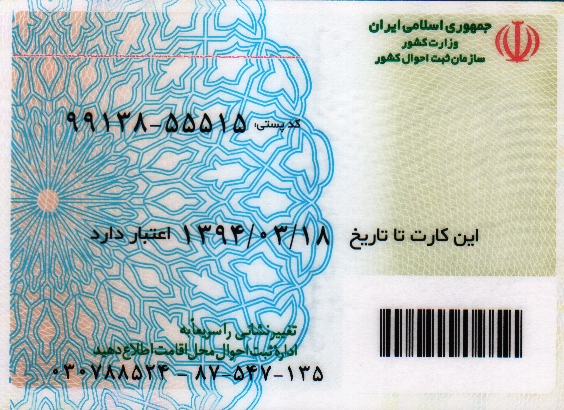 جمهوری اسلامی ایران
وزارت کشور
سازمان ثبت احوال کشور
کد پستی: ۹۹۱۳۸-۵۵۵۱۵
این کارت تا تاریخ ۱۳۹۴/۰۳/۱۸ اعتبار دارد
تغییر نشانی را سریعاً به
اداره ثبت احوال محل اقامت اطلاع دهید
۰۳۰۷۸۸۵۲۴ - ۸۷-۵۴۷-۱۳۵